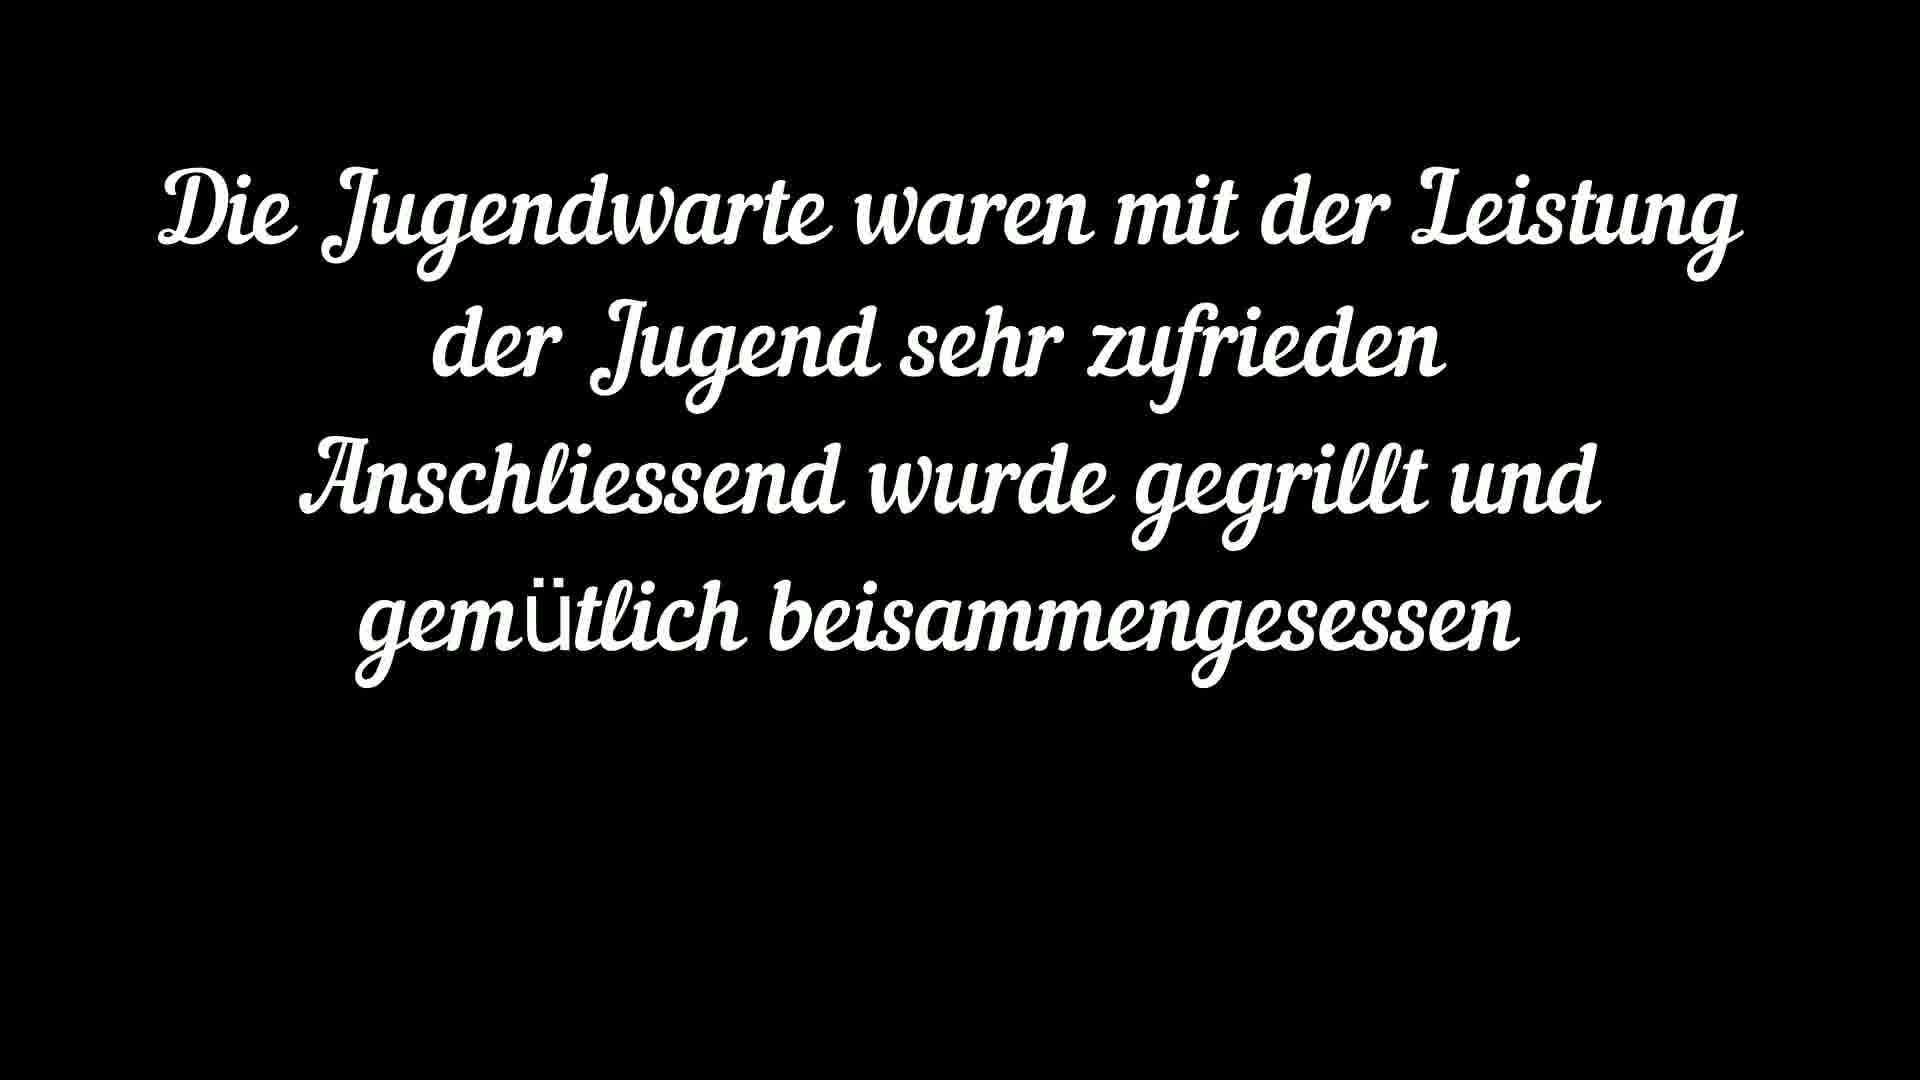 Die Jugendwarte waren mit der Leistung
der Jugend sehr zufrieden
Anschliessend wurde gegrillt und
gemütlich beisammengesessen